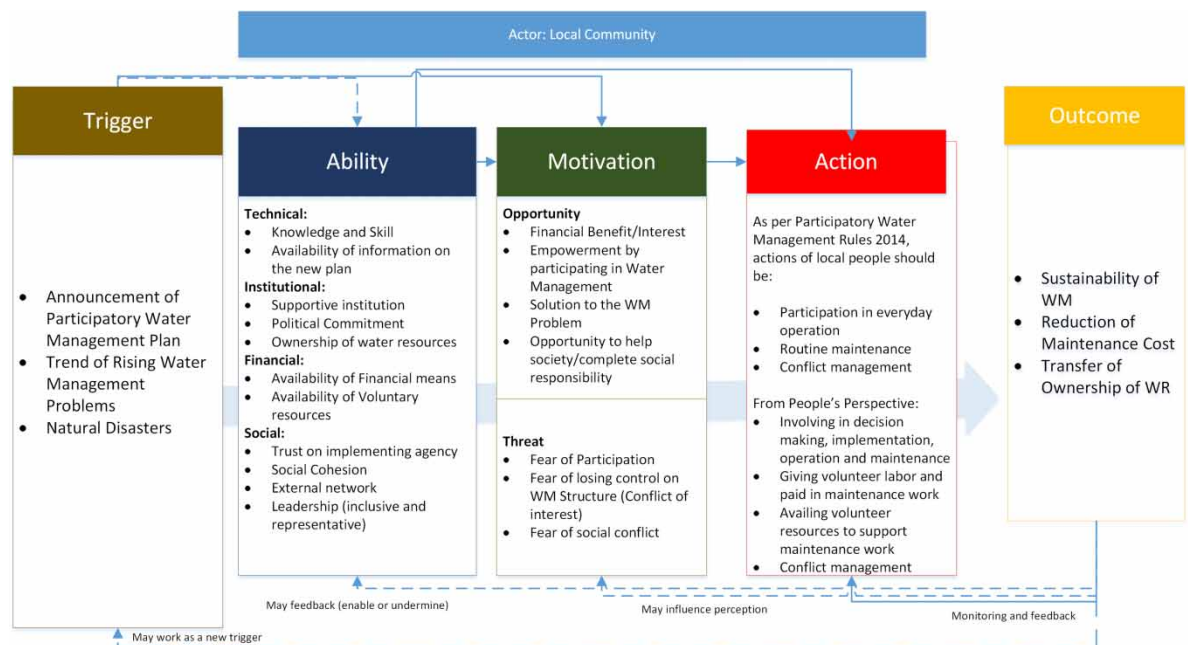 Actor: Local Community
Trigger
• Announcement of
Participatory Water
Management Plan
• Trend of Rising Water
Management
Problems
• Natural Disasters
Ability
Technical:
• Knowledge and Skill
• Availability of information on
the new plan
Institutional:
• Supportive institution
• Political Commitment
• Ownership of water resources
Financial:
• Availability of Financial means
• Availability of Voluntary
resources
Social:
• Trust on implementing agency
• Social Cohesion
• External network
• Leadership (inclusive and
representative)
Motivation
Opportunity
• Financial Benefit/Interest
• Empowerment by
participating in Water
Management
• Solution to the WM
Problem
• Opportunity to help
society/complete social
responsibility
Threat
• Fear of Participation
• Fear of losing control on
WM Structure (Conflict of
interest)
• Fear of social conflict
Action
As per Participatory Water
Management Rules 2014,
actions of local people should
be:
• Participation in everyday
operation
• Routine maintenance
• Conflict management
From People's Perspective:
• Involving in decision
making, implementation,
operation and maintenance
• Giving volunteer labor and
paid in maintenance work
• Availing volunteer
resources to support
maintenance work
• Conflict management
Outcome
• Sustainability of
WM
• Reduction of
Maintenance Cost
• Transfer of
Ownership of WR
May feedback (enable or undermine)
May influence perception
Monitoring and feedback
May work as a new trigger